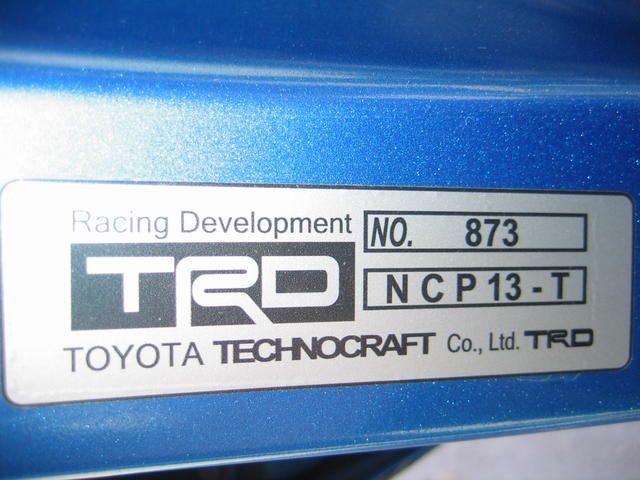 Racing Development
NO. 873
TRD
NCP13-T
TOYOTA TECHNOCRAFT Co., Ltd. TRD